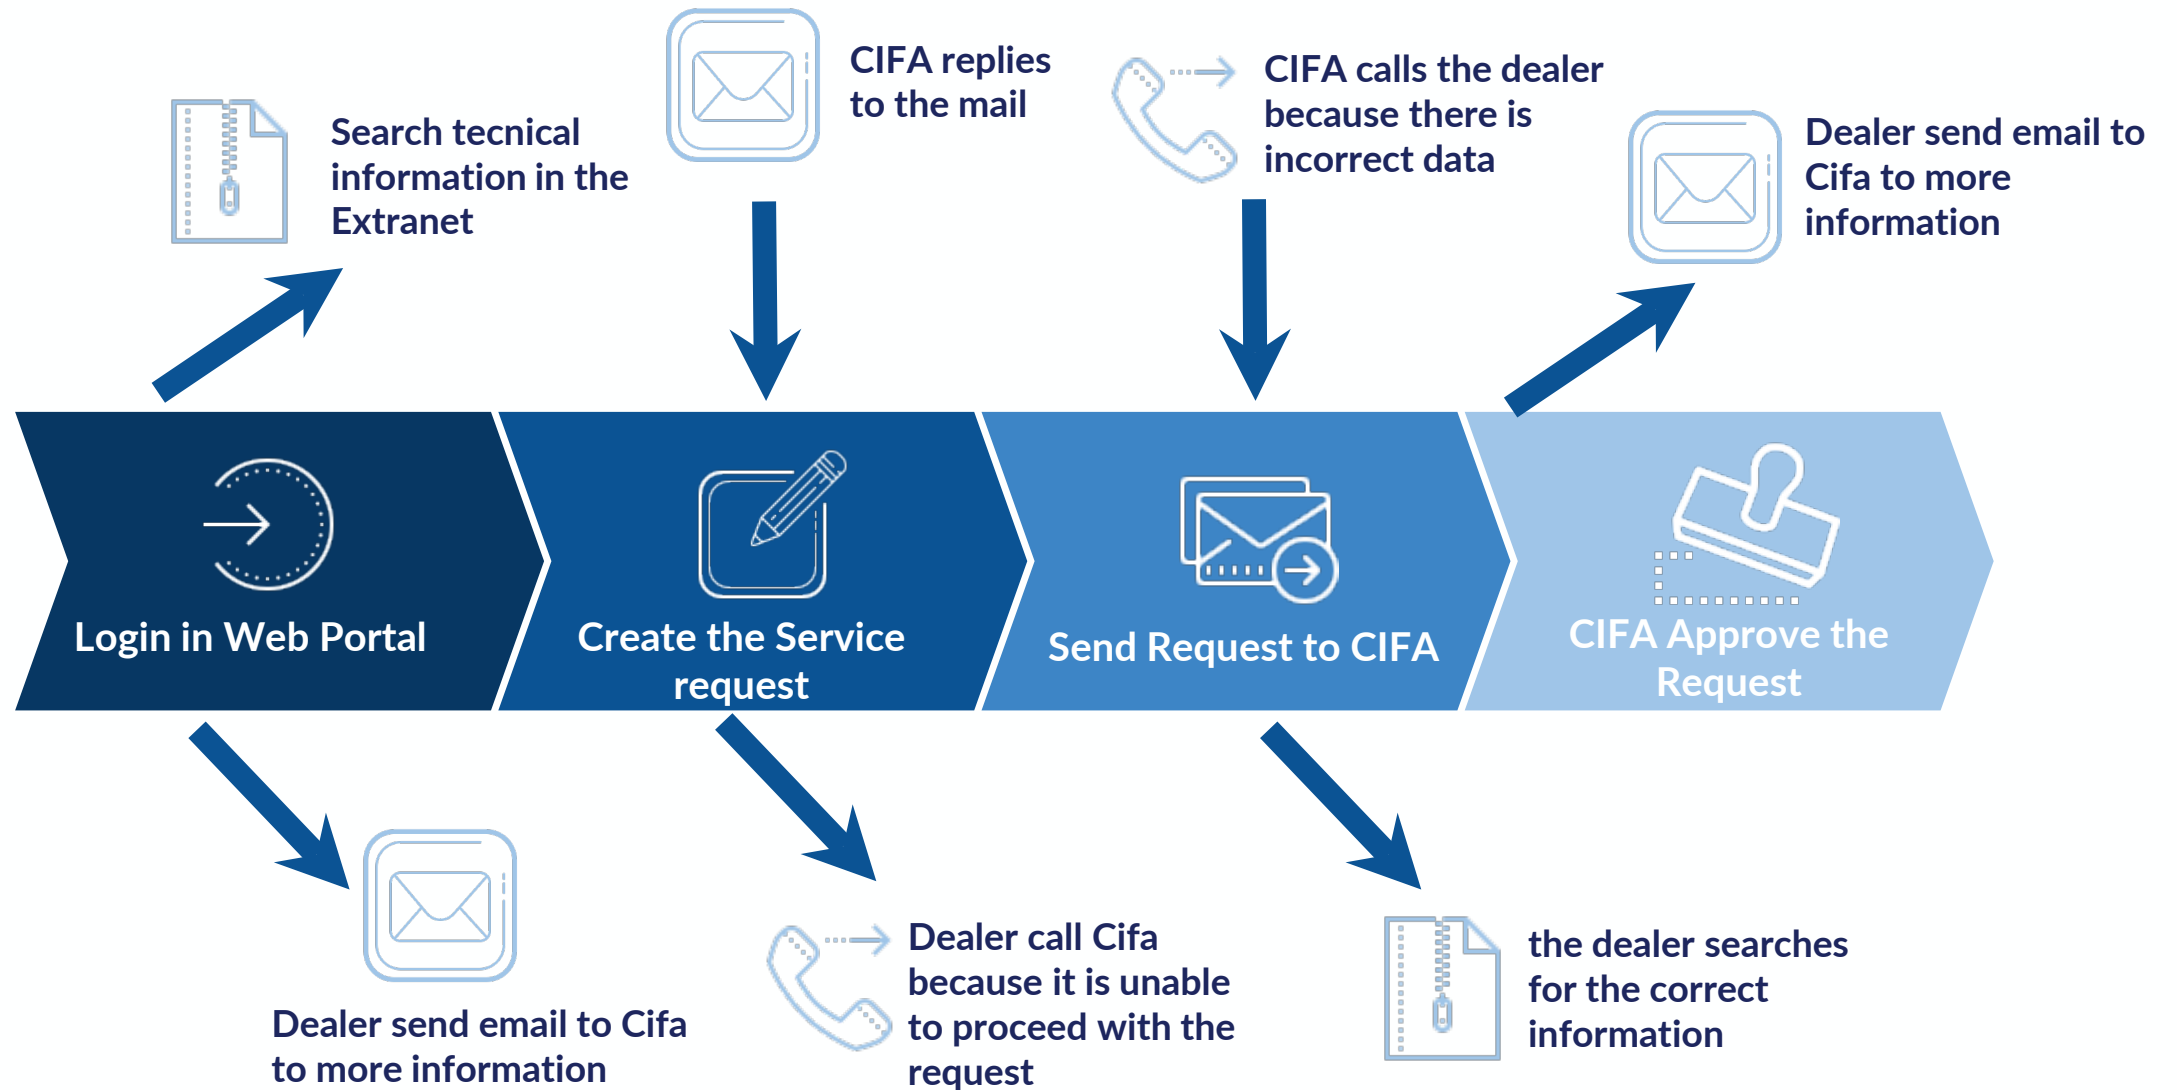 Search tecnical
information in the
Extranet
CIFA replies
to the mail
CIFA calls the dealer
because there is
incorrect data
Dealer send email to
Cifa to more
information
Login in Web Portal
Create the Service
request
Send Request to CIFA
CIFA Approve the
Request
Dealer send email to Cifa
to more information
Dealer call Cifa
because it is unable
to proceed with the
request
the dealer searches
for the correct
information